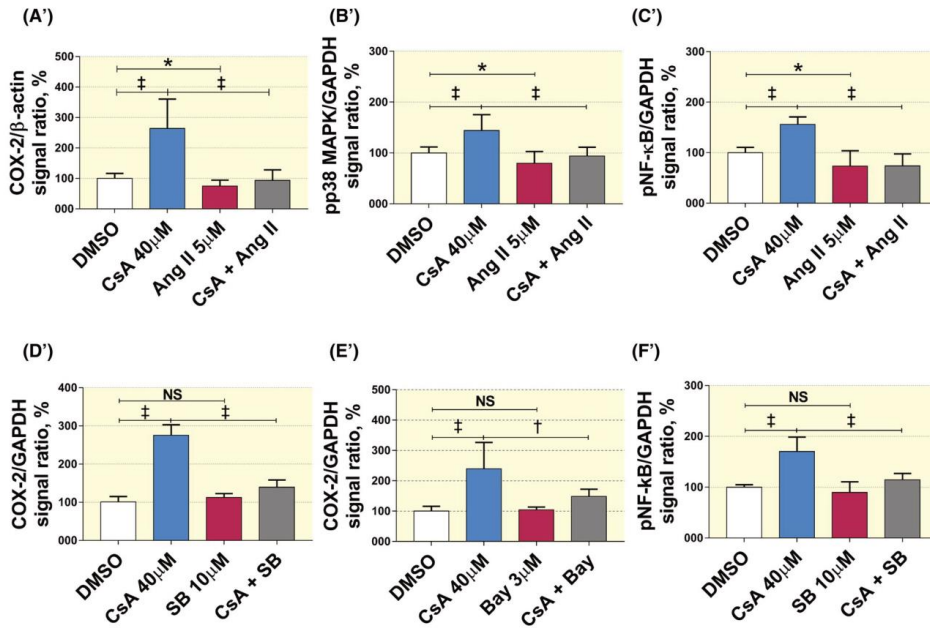 (A’)
COX-2/β-actin
signal ratio, %
500
400
300
200
100
000
*
‡ ‡
DMSO
CsA 40μM
Ang II 5μM
CsA + Ang II
(B’)
pp38 MAPK/GAPDH
signal ratio, %
300
200
100
000
*
‡ ‡
DMSO
CsA 40μM
Ang II 5μM
CsA + Ang II
(C’)
pNF-κB/GAPDH
signal ratio, %
300
200
100
000
*
‡ ‡
DMSO
CsA 40μM
Ang II 5μM
CsA + Ang II
(D’)
COX-2/GAPDH
signal ratio, %
400
300
200
100
000
NS
‡ ‡
DMSO
CsA 40μM
SB 10μM
CsA + SB
(E’)
COX-2/GAPDH
signal ratio, %
500
400
300
200
100
000
NS
‡ †
DMSO
CsA 40μM
Bay 3μM
CsA + Bay
(F’)
pNF-kB/GAPDH
signal ratio, %
300
200
100
000
NS
‡ ‡
DMSO
CsA 40μM
SB 10μM
CsA + SB